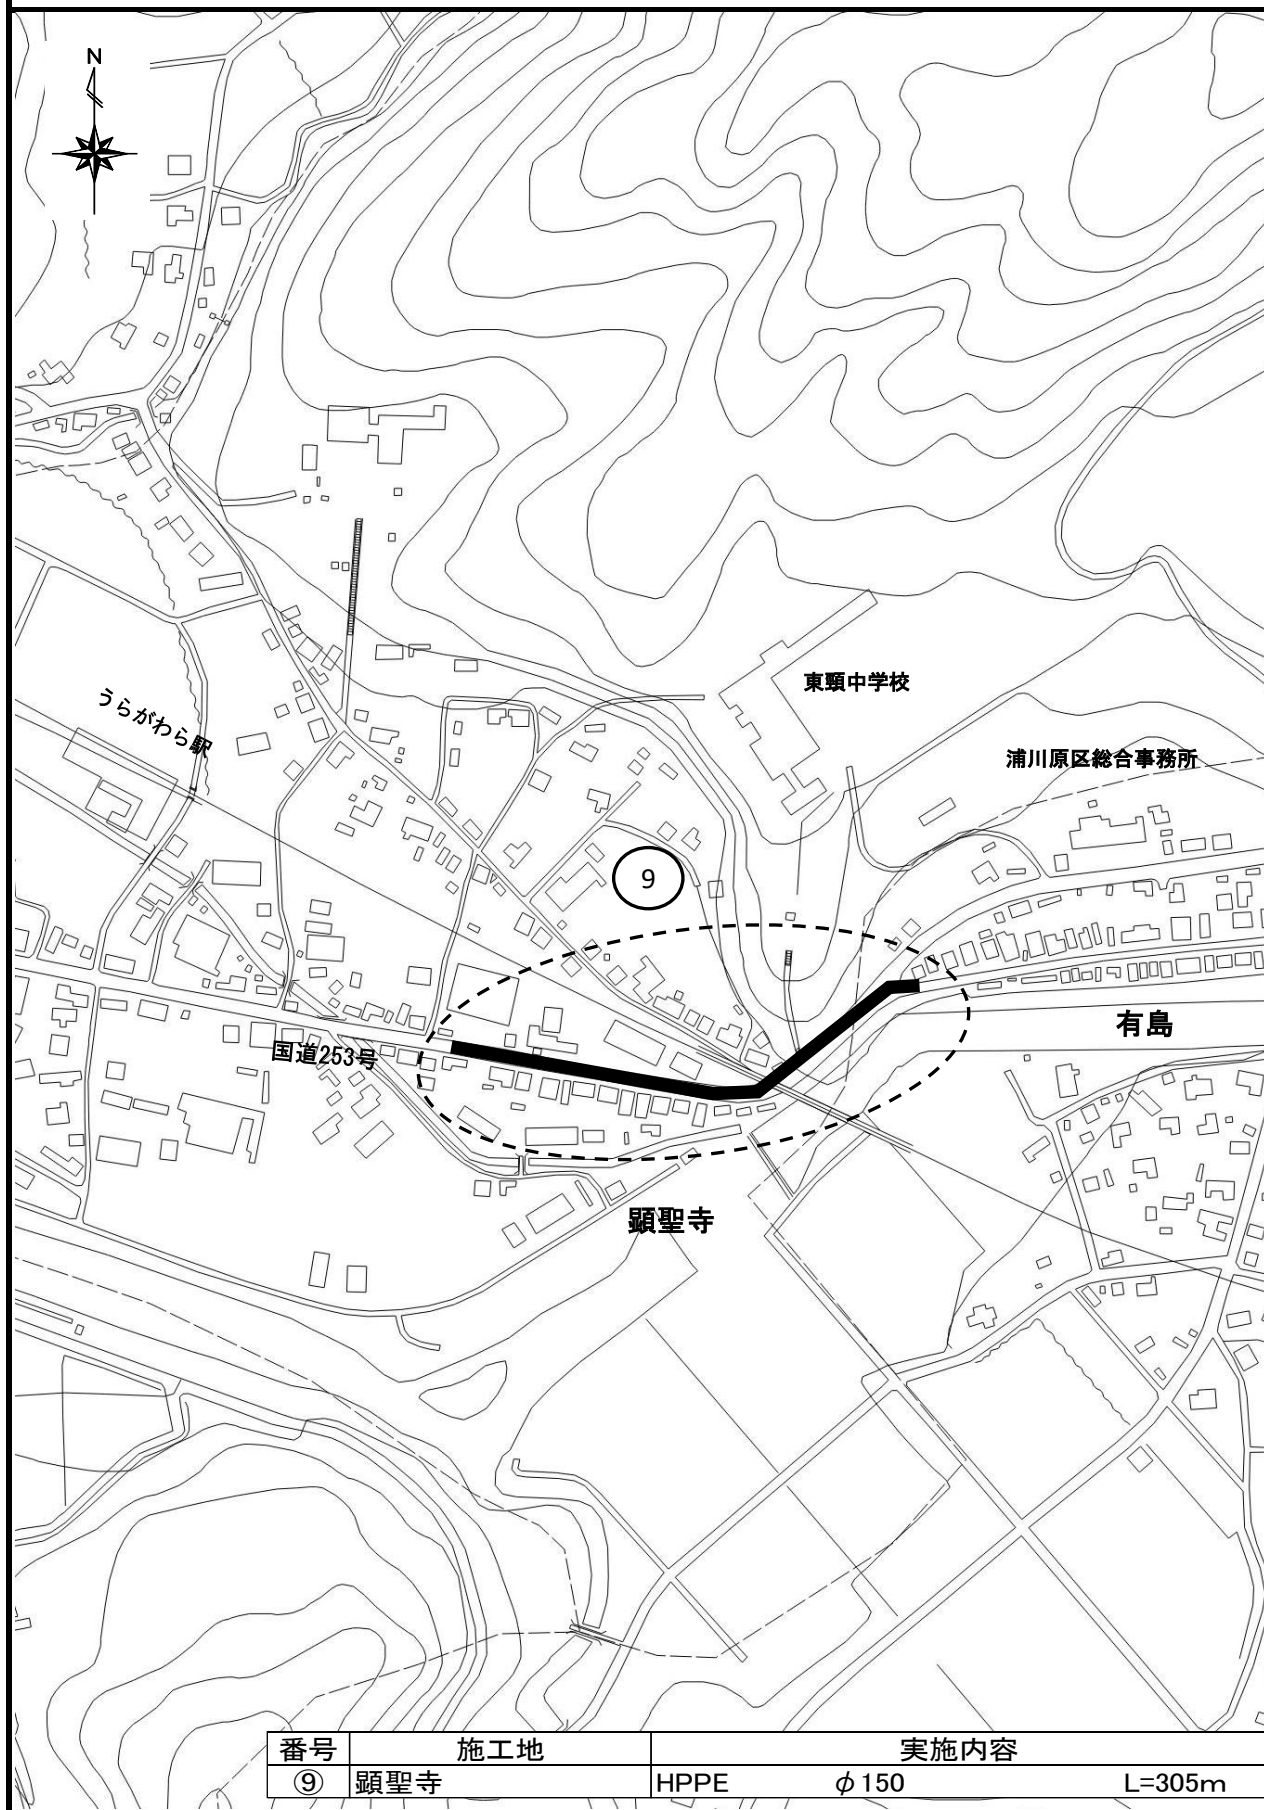 N
東頸中学校
うらがわら駅
浦川原区総合事務所
9
有島
国道253号
顕聖寺
番号 施工地 実施内容
⑨ 顕聖寺 HPPE φ150 L=305m